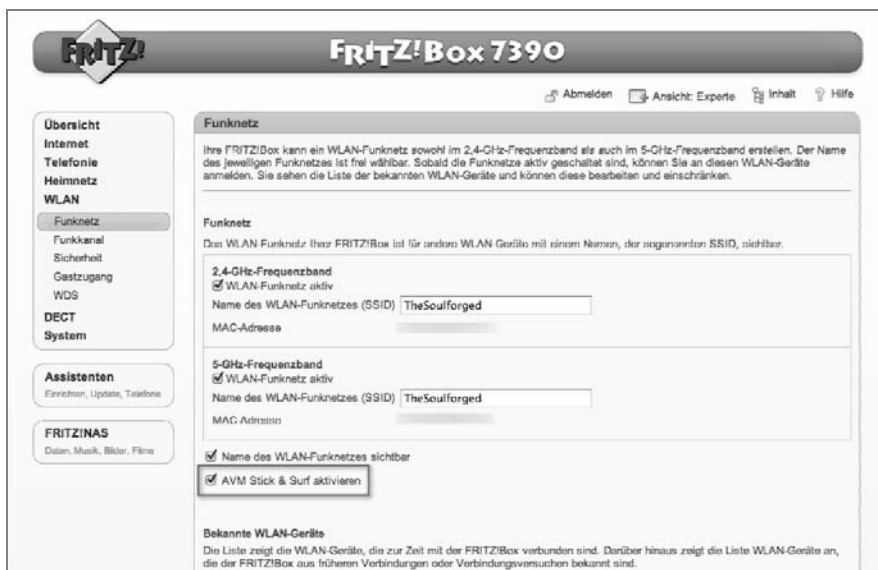 FRITZ!
FRITZ!Box 7390
Abmelden
Ansicht: Experte
Inhalt
Hilfe
Übersicht
Internet
Telefonie
Heimnetz
WLAN
Funknetz
Funkkanal
Sicherheit
Gastzugang
WDS
DECT
System
Assistenten
Einrichten, Update, Telefone
FRITZ!NAS
Daten, Musik, Bilder, Filme
Funknetz
Ihre FRITZ!Box kann ein WLAN-Funknetz sowohl im 2,4-GHz-Frequenzband als auch im 5-GHz-Frequenzband erstellen. Der Name
des jeweiligen Funknetzes ist frei wählbar. Sobald die Funknetze aktiv geschaltet sind, können Sie an diesen WLAN-Geräte
anmelden. Sie sehen die Liste der bekannten WLAN-Geräte und können diese bearbeiten und einschränken.
Funknetz
Das WLAN-Funknetz Ihrer FRITZ!Box ist für andere WLAN-Geräte mit einem Namen, der sogenannten SSID, sichtbar.
2,4-GHz-Frequenzband
WLAN-Funknetz aktiv
Name des WLAN-Funknetzes (SSID) TheSoulforged
MAC-Adresse
5-GHz-Frequenzband
WLAN-Funknetz aktiv
Name des WLAN-Funknetzes (SSID) TheSoulforged
MAC-Adresse
Name des WLAN-Funknetzes sichtbar
AVM Stick & Surf aktivieren
Bekannte WLAN-Geräte
Die Liste zeigt die WLAN-Geräte, die zur Zeit mit der FRITZ!Box verbunden sind. Darüber hinaus zeigt die Liste WLAN-Geräte an,
die der FRITZ!Box aus früheren Verbindungen oder Verbindungsversuchen bekannt sind.